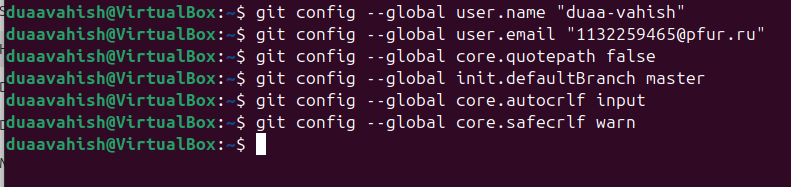 duaavahish@VirtualBox:~$ git config --global user.name "duaa-vahish"
duaavahish@VirtualBox:~$ git config --global user.email "1132259465@pfur.ru"
duaavahish@VirtualBox:~$ git config --global core.quotepath false
duaavahish@VirtualBox:~$ git config --global init.defaultBranch master
duaavahish@VirtualBox:~$ git config --global core.autocrlf input
duaavahish@VirtualBox:~$ git config --global core.safecrlf warn
duaavahish@VirtualBox:~$